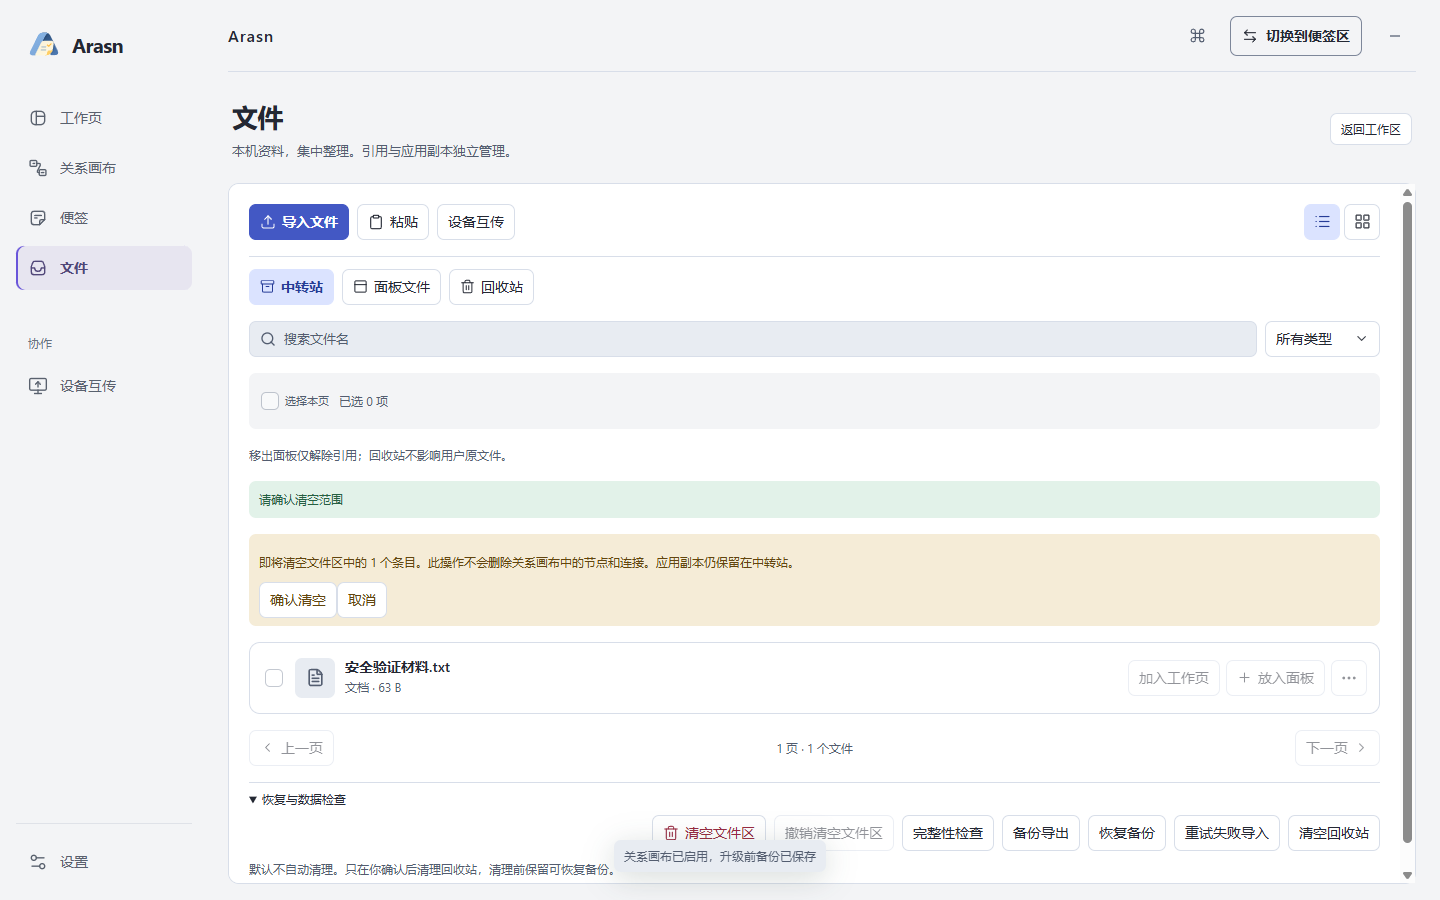 Arasn
Arasn
切换到便签区
工作页
关系画布
便签
文件
协作
设备互传
设置
文件
本机资料，集中整理。引用与应用副本独立管理。
返回工作区
导入文件
粘贴
设备互传
中转站
面板文件
回收站
搜索文件名
所有类型
选择本页 已选 0 项
移出面板仅解除引用；回收站不影响用户原文件。
请确认清空范围
即将清空文件区中的 1 个条目。此操作不会删除关系画布中的节点和连接。应用副本仍保留在中转站。
确认清空
取消
安全验证材料.txt
文档 · 63 B
加入工作页
放入面板
上一页
1 页 · 1 个文件
下一页
恢复与数据检查
清空文件区
撤销清空文件区
完整性检查
备份导出
恢复备份
重试失败导入
清空回收站
关系画布已启用，升级前备份已保存
默认不自动清理。只在你确认后清理回收站，清理前保留可恢复备份。